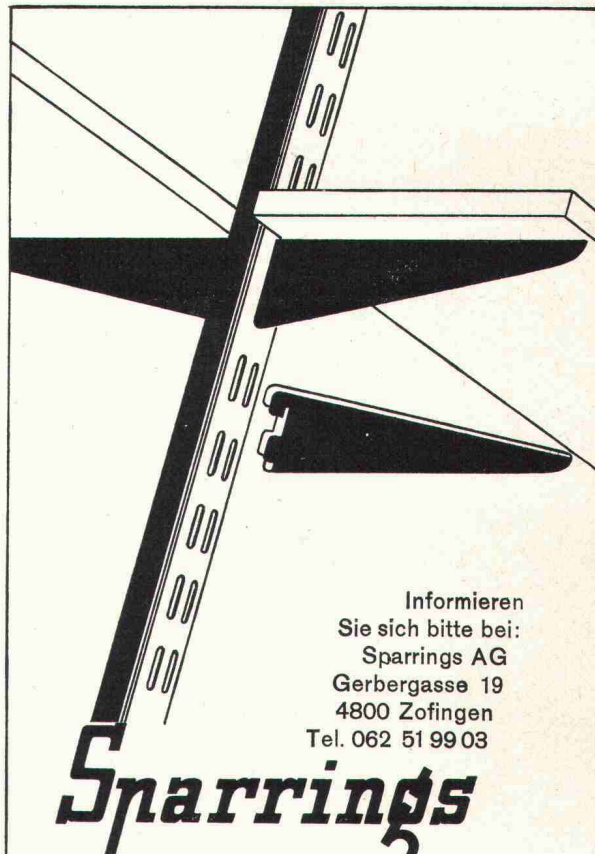 Informieren
Sie sich bitte bei:
Sparrings AG
Gerbergasse 19
4800 Zofingen
Tel. 062 51 99 03
Sparrings